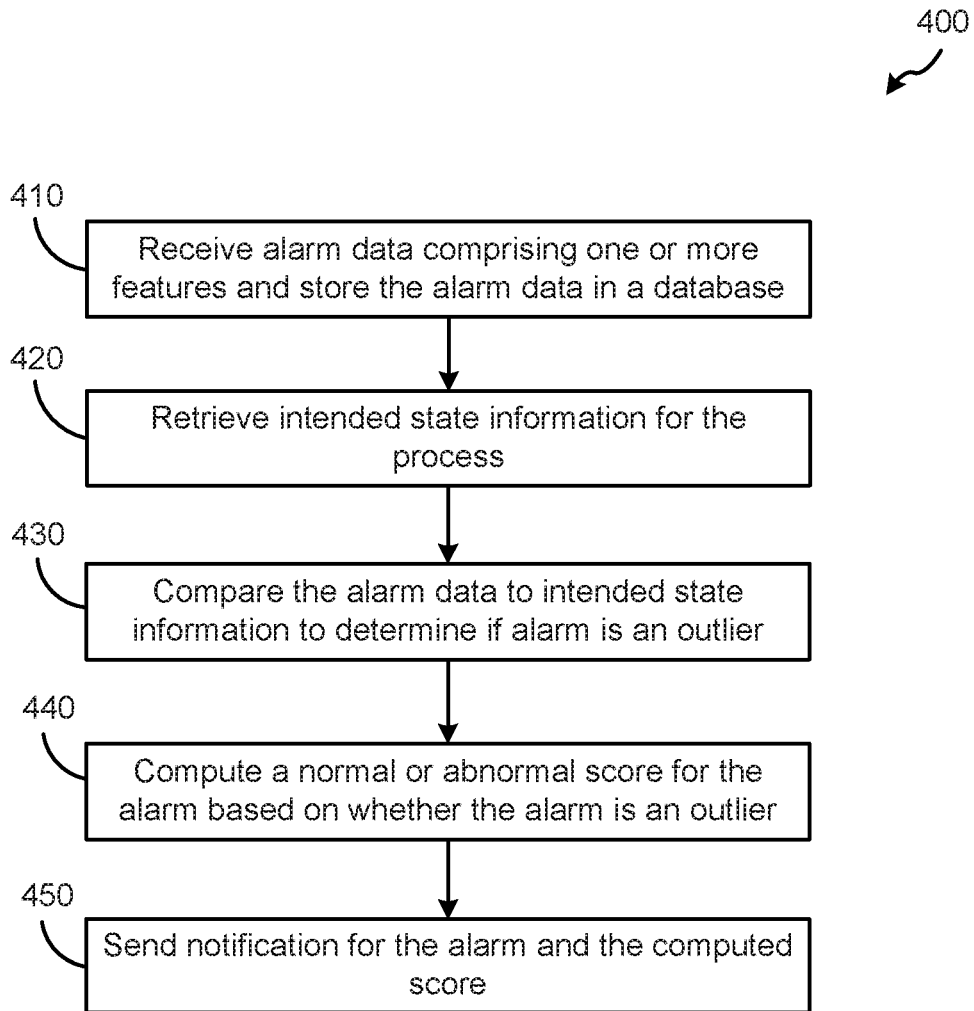 400
410
Receive alarm data comprising one or more
features and store the alarm data in a database
420
Retrieve intended state information for the
process
430
Compare the alarm data to intended state
information to determine if alarm is an outlier
440
Compute a normal or abnormal score for the
alarm based on whether the alarm is an outlier
450
Send notification for the alarm and the computed
score